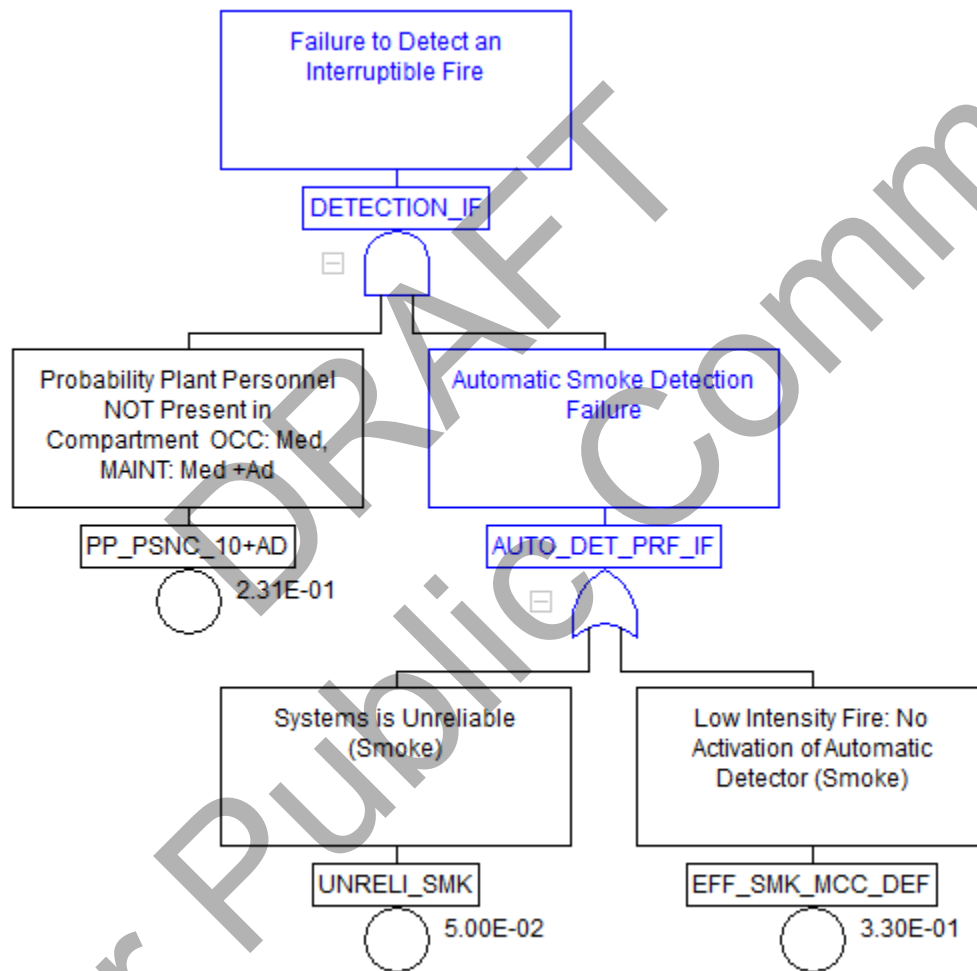 Failure to Detect an
Interruptible Fire
DETECTION_IF
Probability Plant Personnel
NOT Present in
Compartment OCC: Med,
MAINT: Med +Ad
PP_PSNC_10+AD
2.31E-01
Automatic Smoke Detection
Failure
AUTO_DET_PRF_IF
Systems is Unreliable
(Smoke)
UNRELI_SMK
5.00E-02
Low Intensity Fire: No
Activation of Automatic
Detector (Smoke)
EFF_SMK_MCC_DEF
3.30E-01
DRAFT
Public